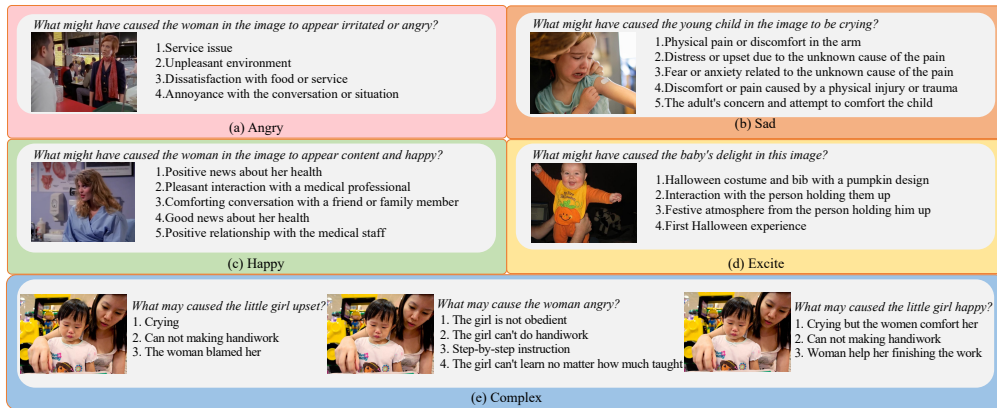 What might have caused the woman in the image to appear irritated or angry?
1.Service issue
2.Unpleasant environment
3.Dissatisfaction with food or service
4.Annoyance with the conversation or situation
(a) Angry
What might have caused the young child in the image to be crying?
1.Physical pain or discomfort in the arm
2.Distress or upset due to the unknown cause of the pain
3.Fear or anxiety related to the unknown cause of the pain
4.Discomfort or pain caused by a physical injury or trauma
5.The adult's concern and attempt to comfort the child
(b) Sad
What might have caused the woman in the image to appear content and happy?
1.Positive news about her health
2.Pleasant interaction with a medical professional
3.Comforting conversation with a friend or family member
4.Good news about her health
5.Positive relationship with the medical staff
(c) Happy
What might have caused the baby's delight in this image?
1.Halloween costume and bib with a pumpkin design
2.Interaction with the person holding them up
3.Festive atmosphere from the person holding him up
4.First Halloween experience
(d) Excite
What may caused the little girl upset?
1. Crying
2. Can not making handiwork
3. The woman blamed her
What may cause the woman angry?
1. The girl is not obedient
2. The girl can't do handiwork
3. Step-by-step instruction
4. The girl can't learn no matter how much taught
What may caused the little girl happy?
1. Crying but the women comfort her
2. Can not making handiwork
3. Woman help her finishing the work
(e) Complex